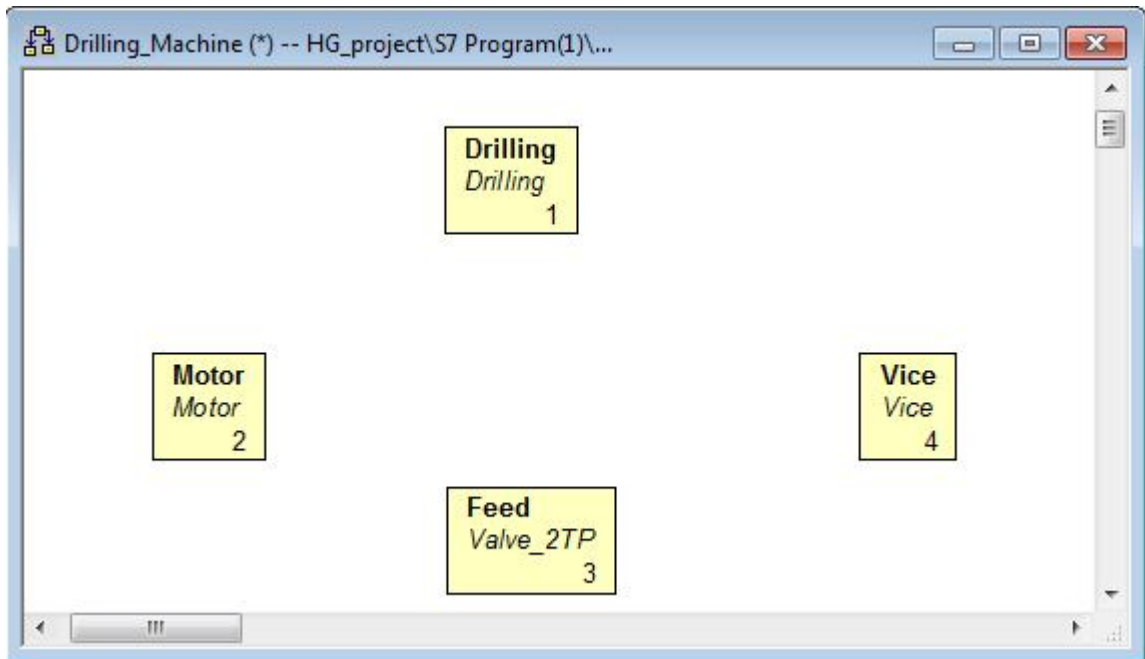 Drilling_Machine (*) -- HG_project\S7 Program(1)\...
Drilling
Drilling
1
Motor
Motor
2
Vice
Vice
4
Feed
Valve_2TP
3